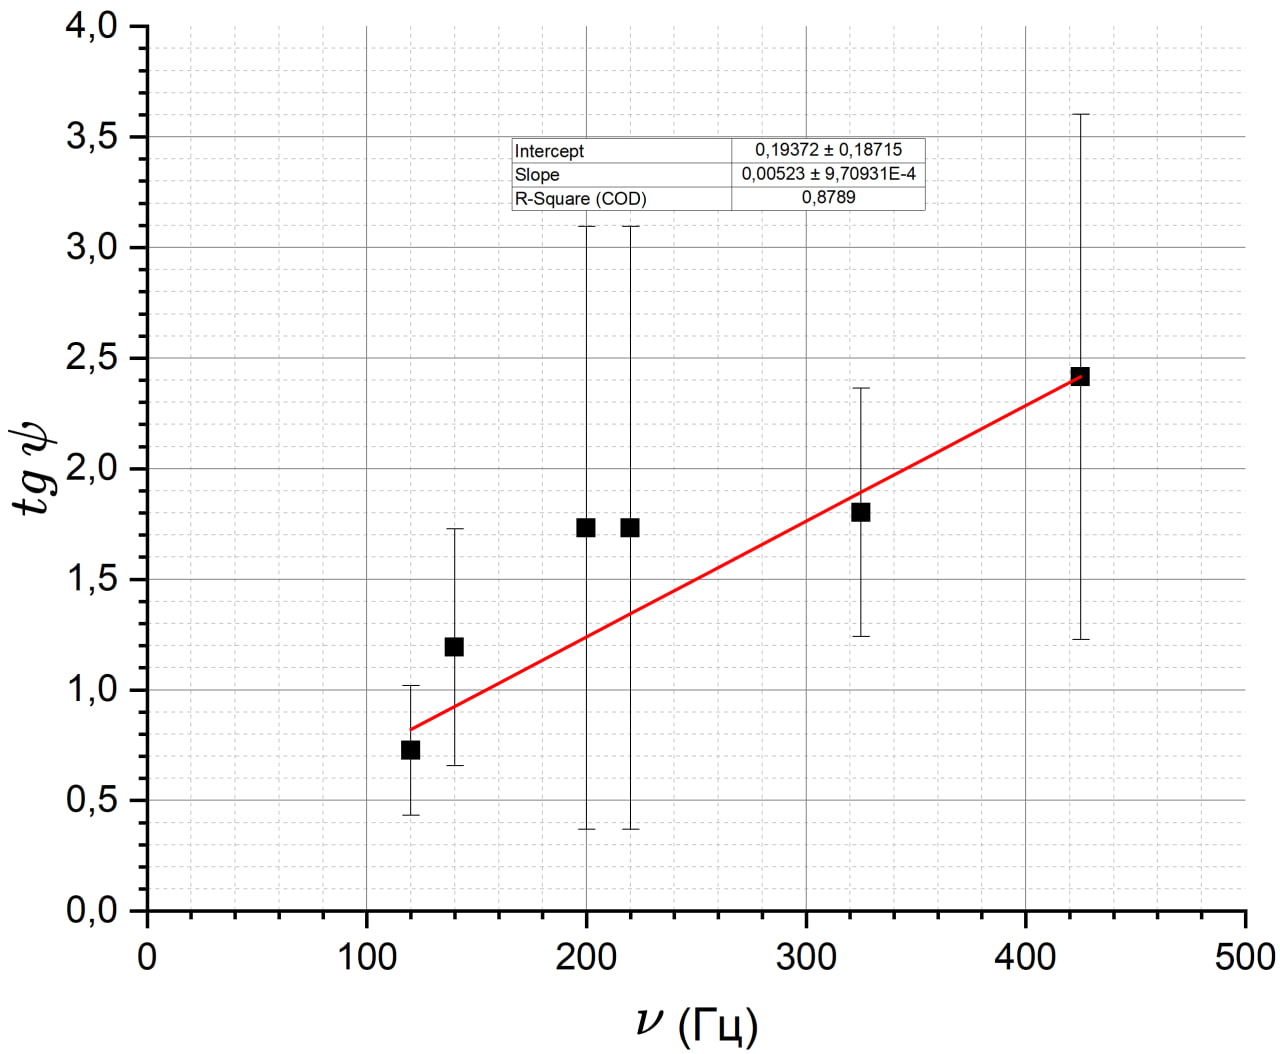 4,0
3,5
3,0
2,5
2,0
1,5
1,0
0,5
0,0
tg ψ
Intercept 0,19372 ± 0,18715
Slope 0,00523 ± 9,70931E-4
R-Square (COD) 0,8789
0 100 200 300 400 500
ν (Гц)